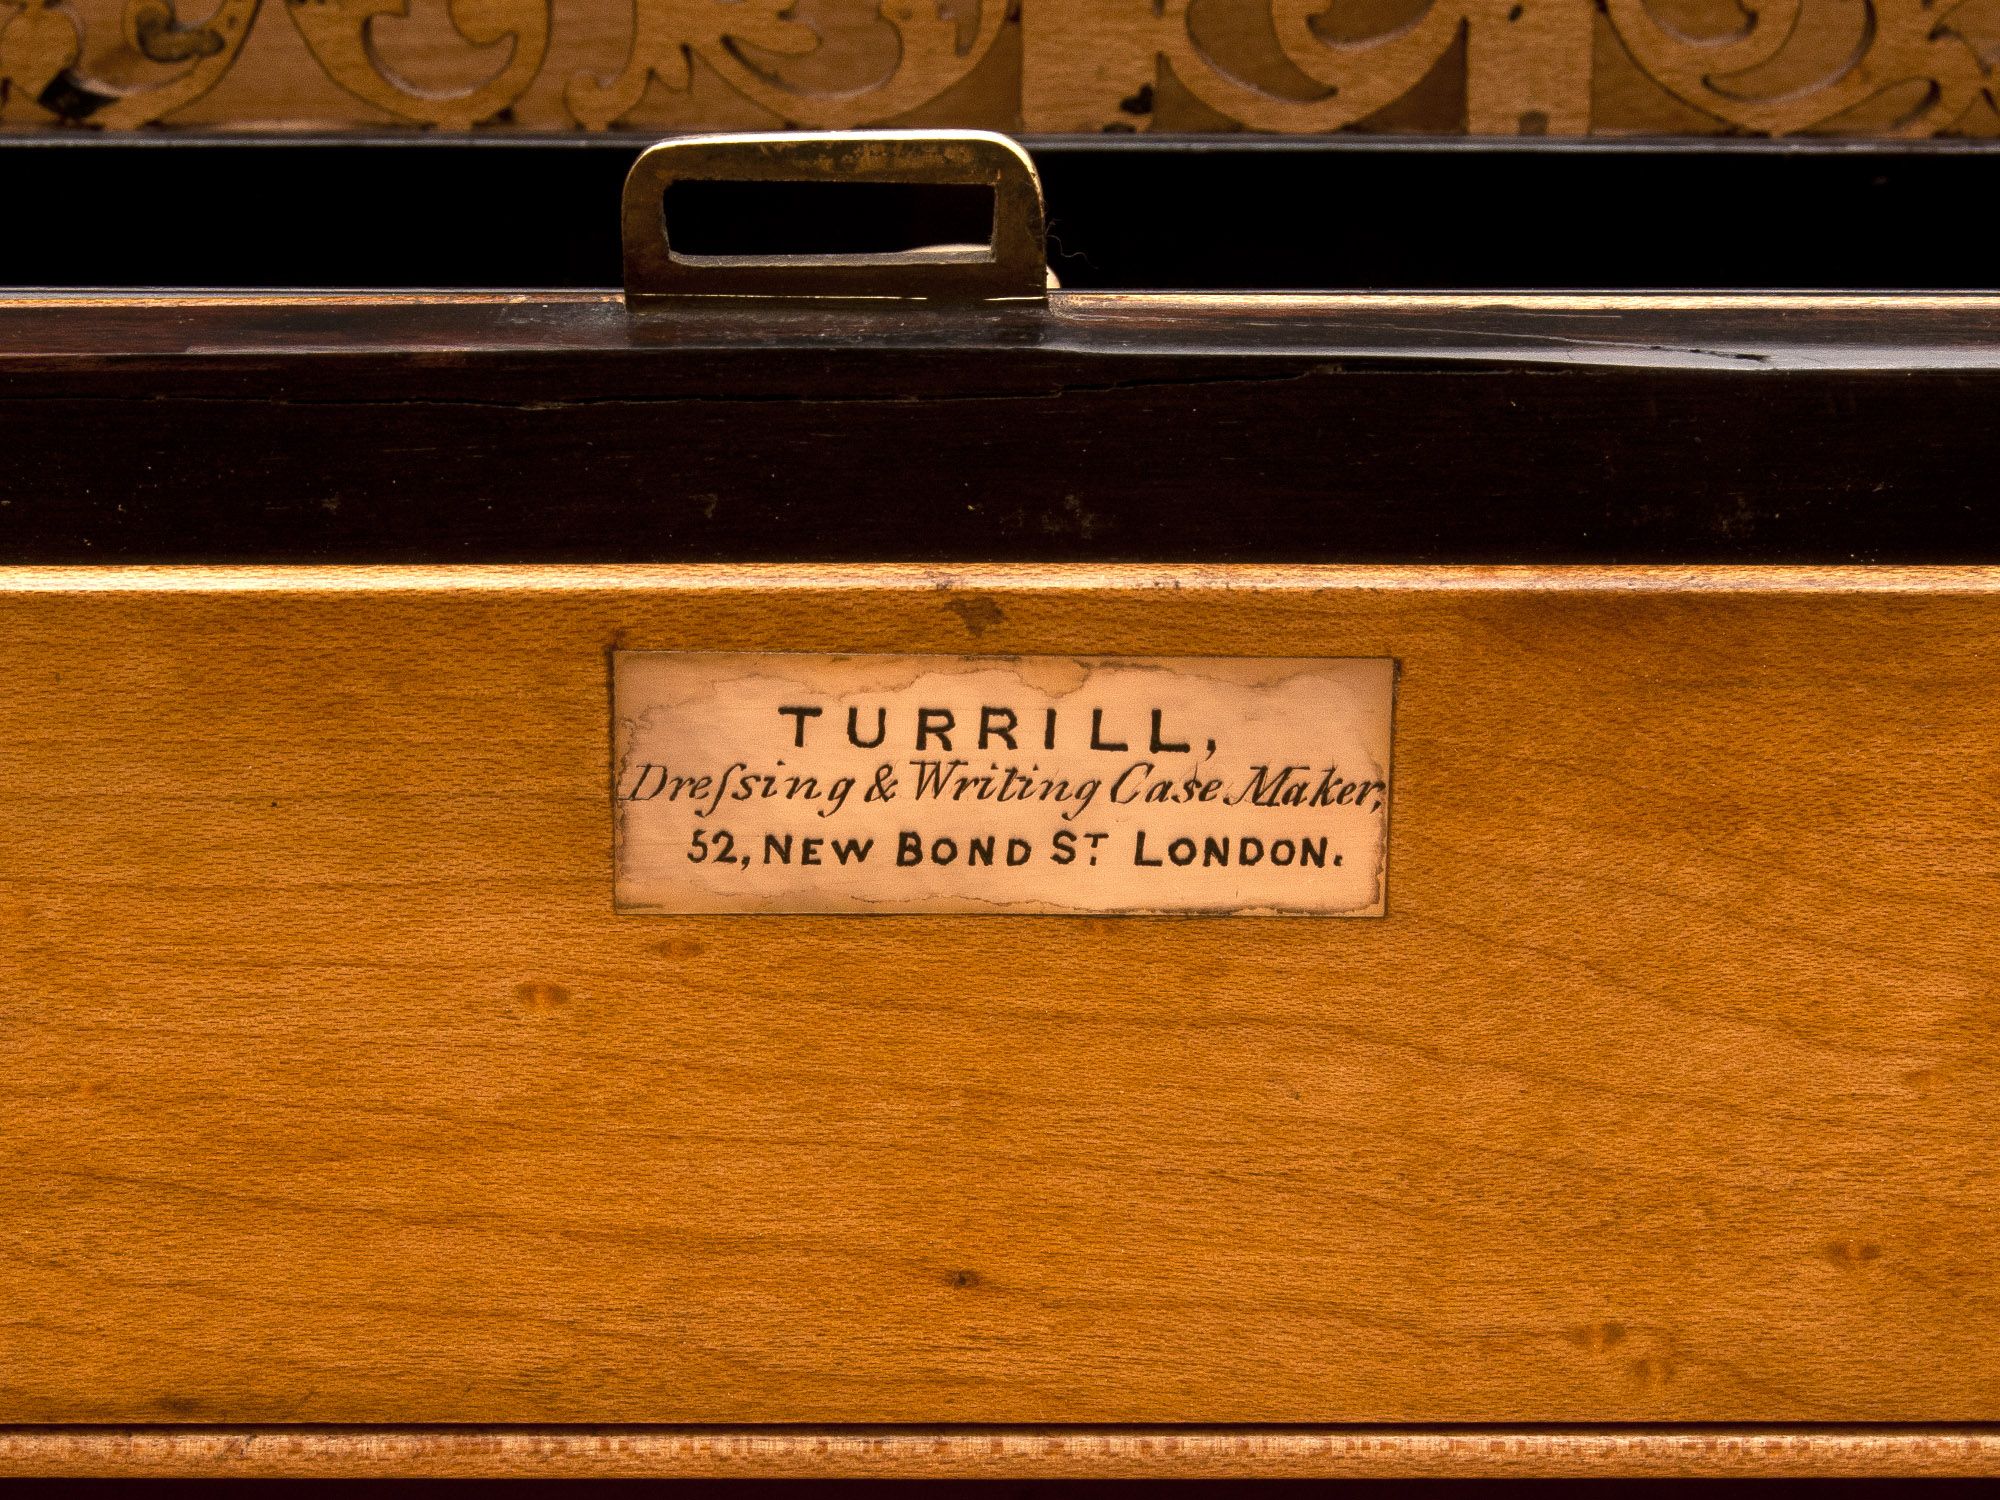 TURRILL,
Dreſsing & Writing Case Maker,
52, NEW BOND ST LONDON.